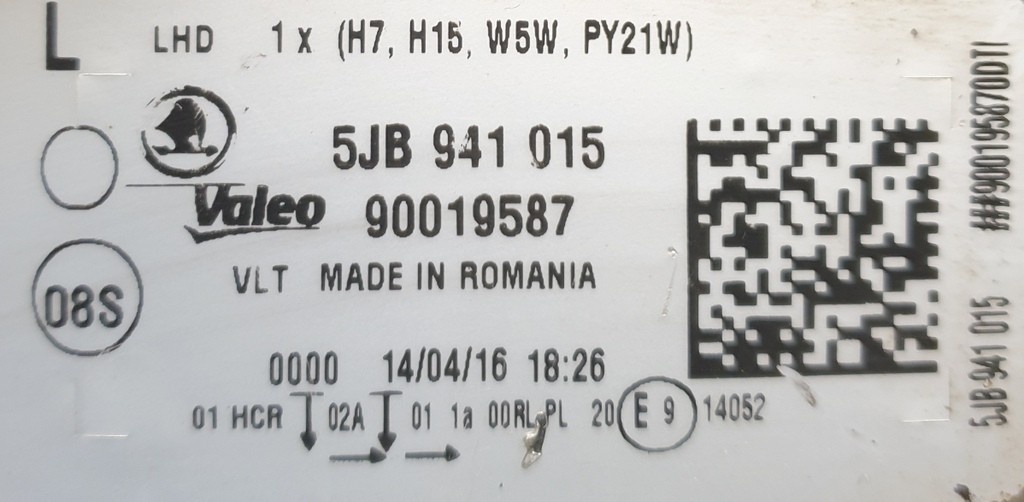 L LHD 1 x (H7, H15, W5W, PY21W)
5JB 941 015
Valeo 90019587
VLT MADE IN ROMANIA
08S
0000 14/04/16 18:26
01 HCR 02A 01 1a 00RL PL 20 E 9 14052
5JB 941 015 ###900195870DTI